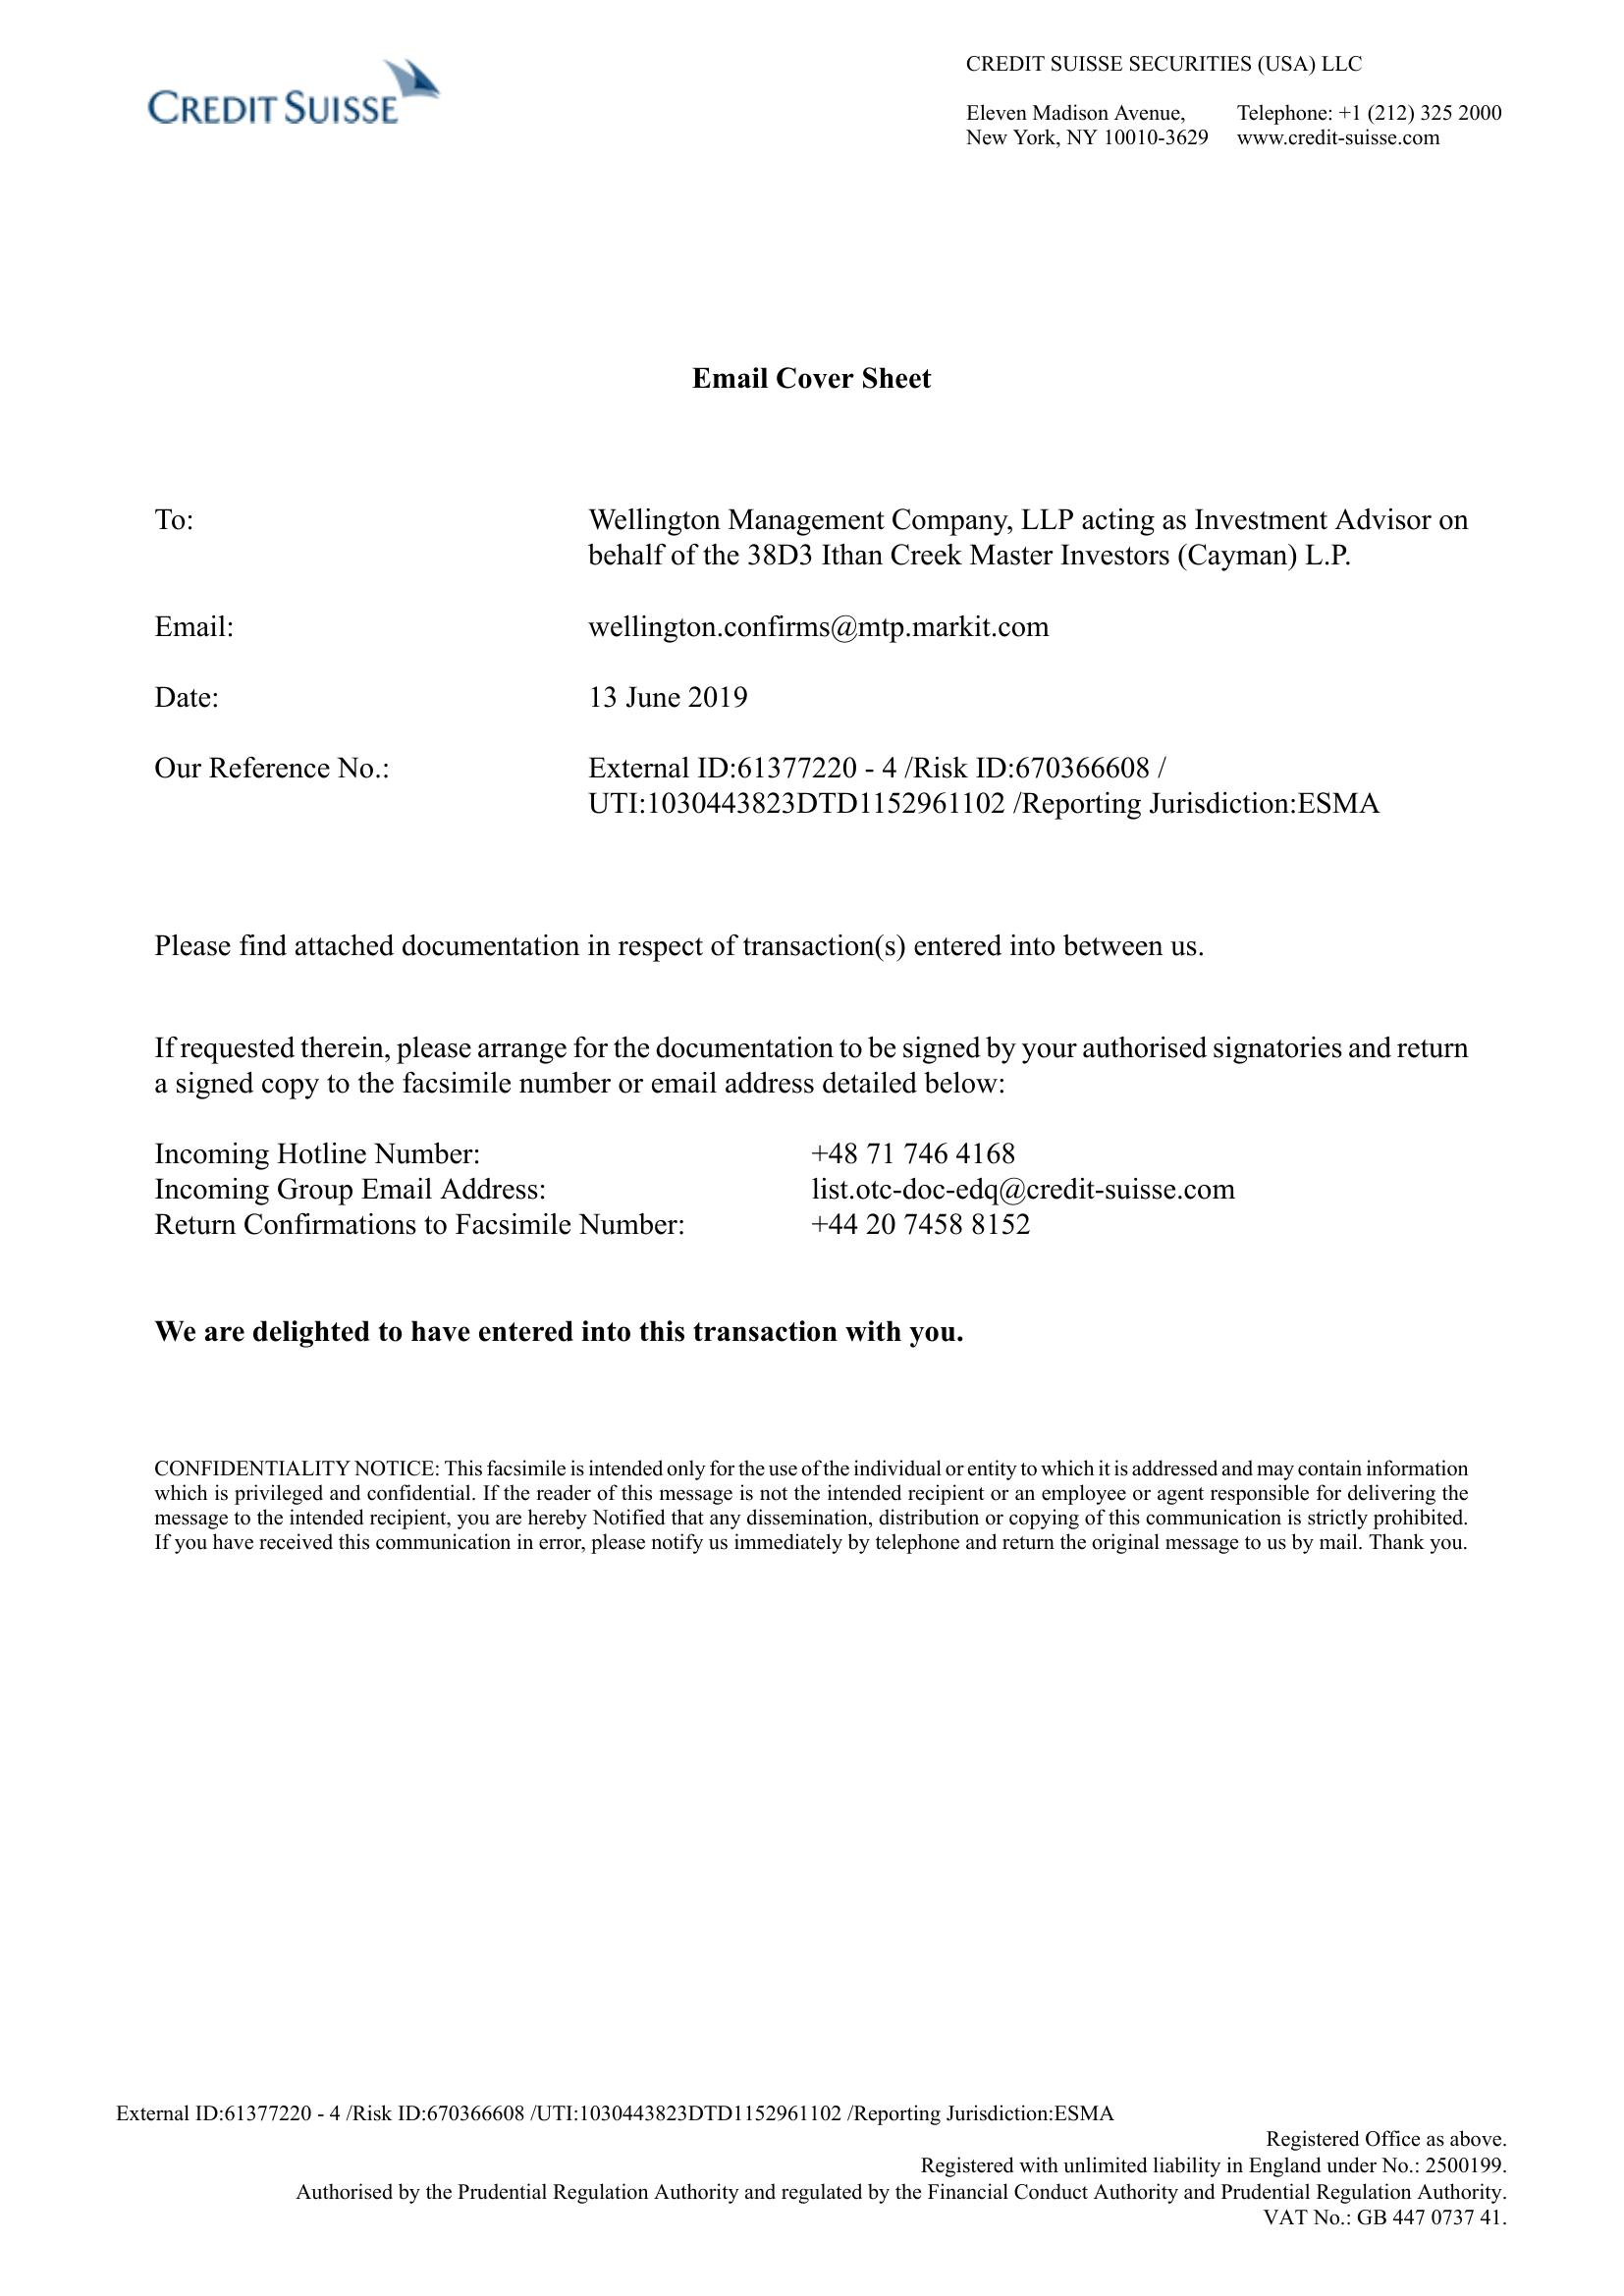 CREDIT SUISSE
CREDIT SUISSE SECURITIES (USA) LLC
Eleven Madison Avenue, Telephone: +1 (212) 325 2000
New York, NY 10010-3629 www.credit-suisse.com
Email Cover Sheet
To: Wellington Management Company, LLP acting as Investment Advisor on
behalf of the 38D3 Ithan Creek Master Investors (Cayman) L.P.
Email: wellington.confirms@mtp.markit.com
Date: 13 June 2019
Our Reference No.: External ID:61377220 - 4 /Risk ID:670366608 /
UTI:1030443823DTD1152961102 /Reporting Jurisdiction:ESMA
Please find attached documentation in respect of transaction(s) entered into between us.
If requested therein, please arrange for the documentation to be signed by your authorised signatories and return
a signed copy to the facsimile number or email address detailed below:
Incoming Hotline Number: +48 71 746 4168
Incoming Group Email Address: list.otc-doc-edq@credit-suisse.com
Return Confirmations to Facsimile Number: +44 20 7458 8152
We are delighted to have entered into this transaction with you.
CONFIDENTIALITY NOTICE: This facsimile is intended only for the use of the individual or entity to which it is addressed and may contain information
which is privileged and confidential. If the reader of this message is not the intended recipient or an employee or agent responsible for delivering the
message to the intended recipient, you are hereby Notified that any dissemination, distribution or copying of this communication is strictly prohibited.
If you have received this communication in error, please notify us immediately by telephone and return the original message to us by mail. Thank you.
External ID:61377220 - 4 /Risk ID:670366608 /UTI:1030443823DTD1152961102 /Reporting Jurisdiction:ESMA
Registered Office as above.
Registered with unlimited liability in England under No.: 2500199.
Authorised by the Prudential Regulation Authority and regulated by the Financial Conduct Authority and Prudential Regulation Authority.
VAT No.: GB 447 0737 41.